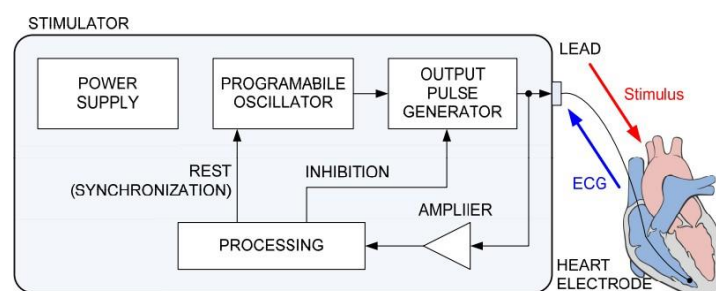 STIMULATOR
POWER
SUPPLY
PROGRAMABILE
OSCILLATOR
OUTPUT
PULSE
GENERATOR
LEAD
Stimulus
REST
(SYNCHRONIZATION)
INHIBITION
ECG
AMPLIIER
PROCESSING
HEART
ELECTRODE